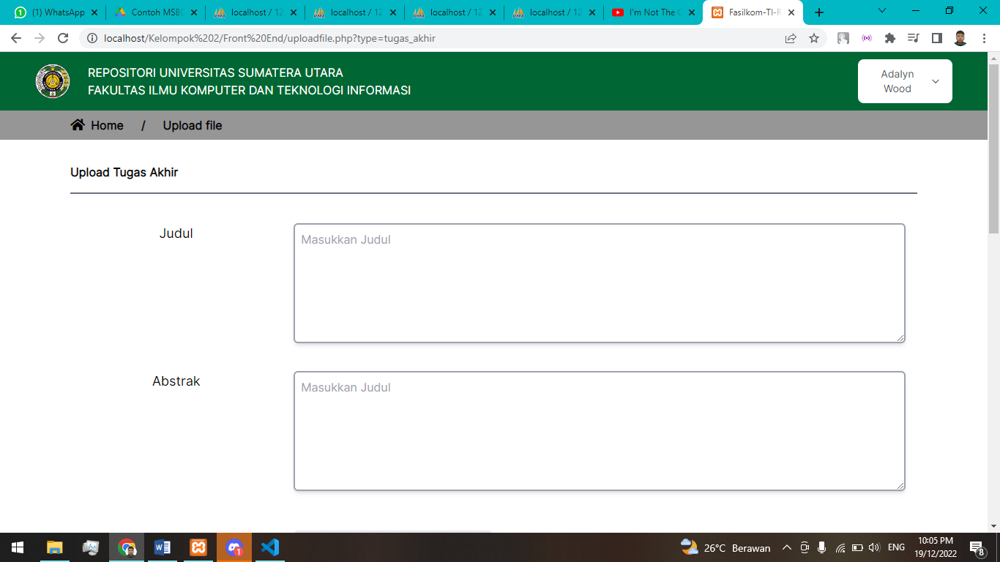 1 (1) WhatsApp
Contoh MSBD
localhost / 12
localhost / 12
localhost / 12
localhost / 12
I'm Not The O
Fasilkom-TI-R
localhost/Kelompok%202/Front%20End/uploadfile.php?type=tugas_akhir
REPOSITORI UNIVERSITAS SUMATERA UTARA
FAKULTAS ILMU KOMPUTER DAN TEKNOLOGI INFORMASI
Adalyn
Wood
Home / Upload file
Upload Tugas Akhir
Judul
Masukkan Judul
Abstrak
Masukkan Judul
26°C Berawan
ENG
10:05 PM
19/12/2022
8
1